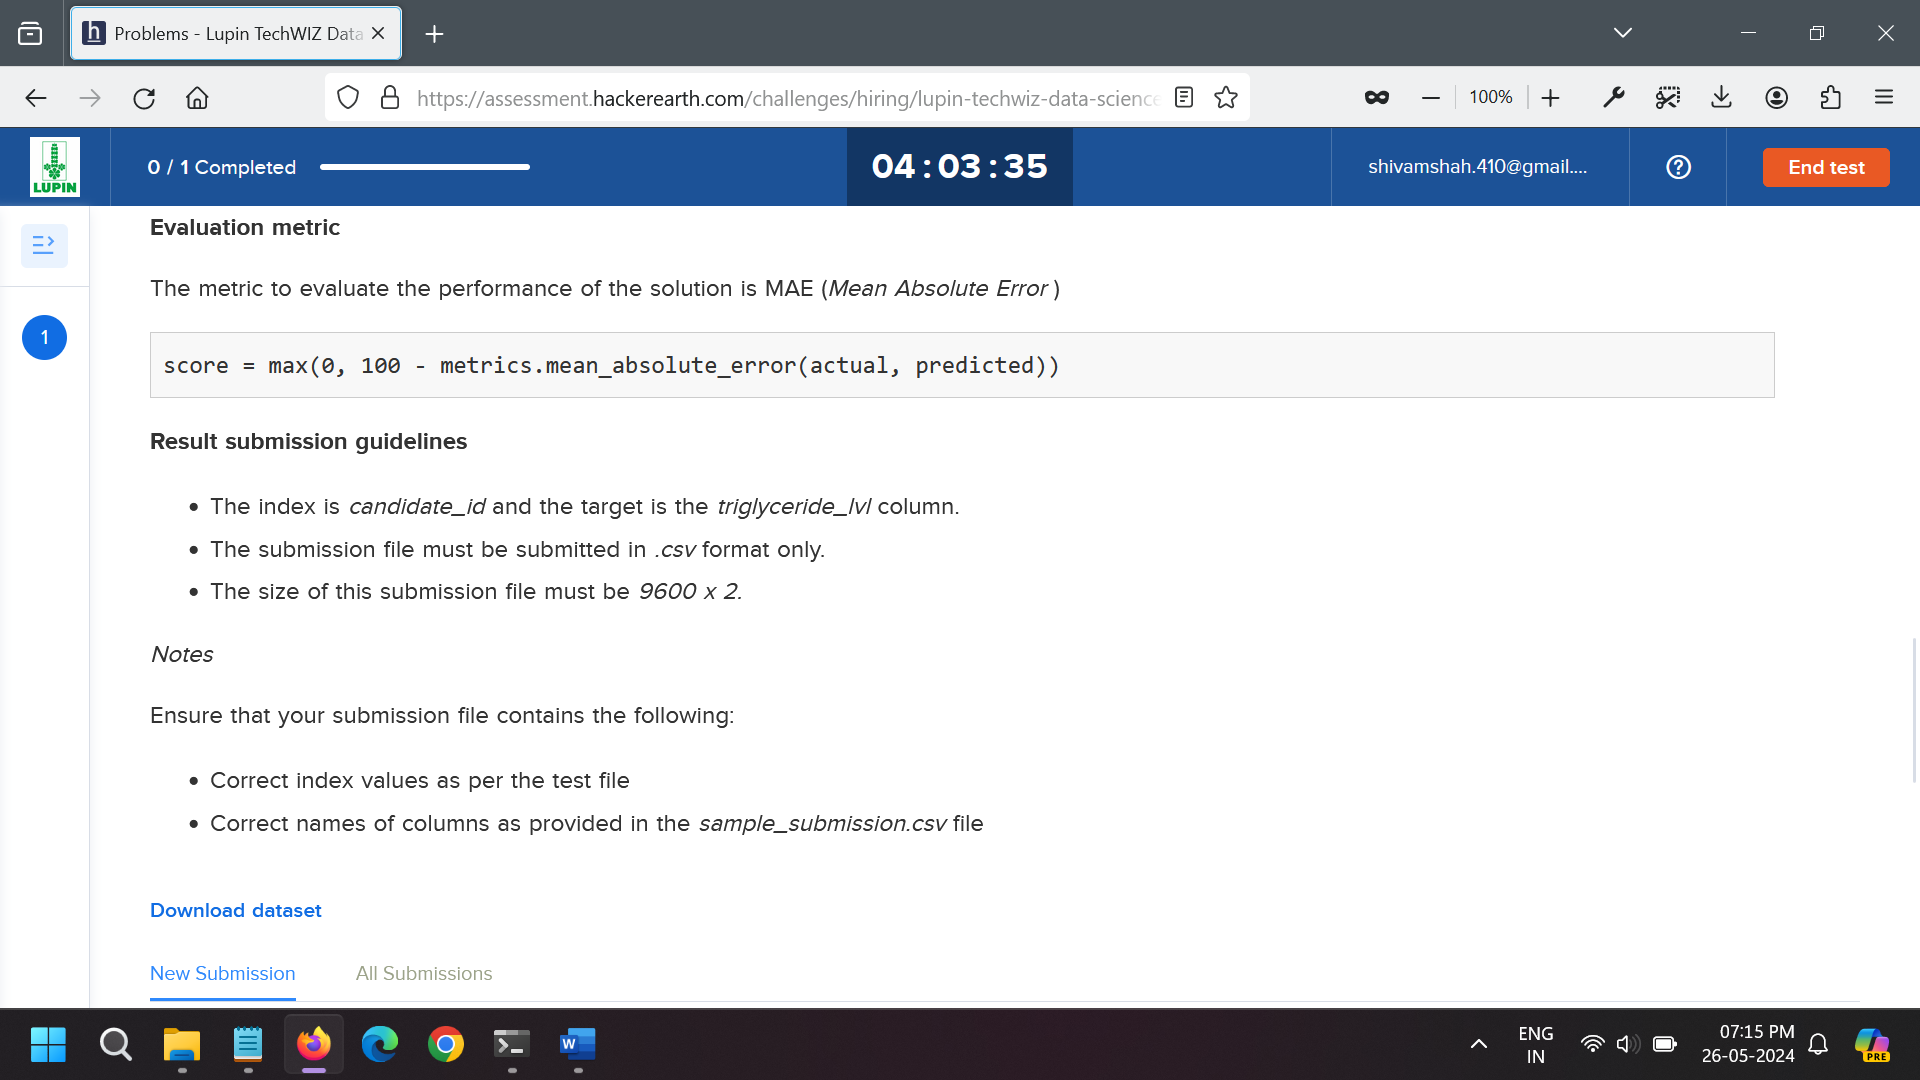 Problems - Lupin TechWIZ Data
https://assessment.hackerearth.com/challenges/hiring/lupin-techwiz-data-science
100%
LUPIN
0 / 1 Completed
04 : 03 : 35
shivamshah.410@gmail....
End test
Evaluation metric
The metric to evaluate the performance of the solution is MAE (Mean Absolute Error )
score = max(0, 100 - metrics.mean_absolute_error(actual, predicted))
1
Result submission guidelines
The index is candidate_id and the target is the triglyceride_lvl column.
The submission file must be submitted in .csv format only.
The size of this submission file must be 9600 x 2.
Notes
Ensure that your submission file contains the following:
Correct index values as per the test file
Correct names of columns as provided in the sample_submission.csv file
Download dataset
New Submission All Submissions
ENG
IN
07:15 PM
26-05-2024
PRE